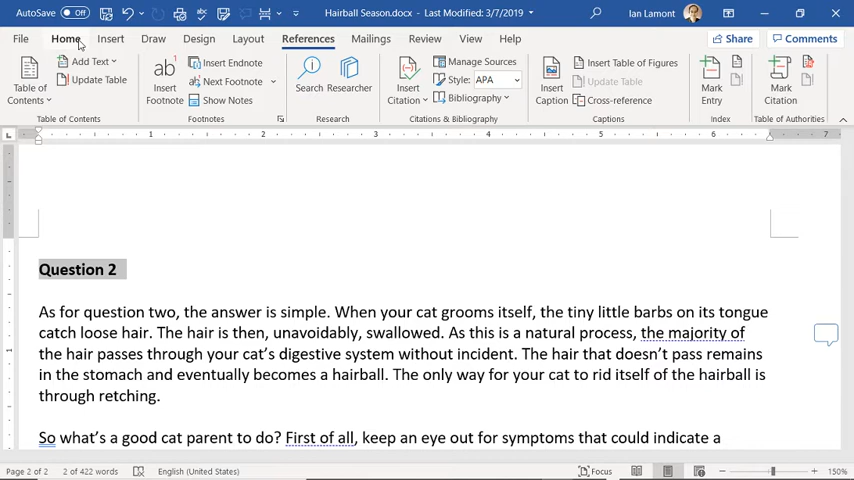 AutoSave Off Hairball Season.docx - Last Modified: 3/7/2019 Ian Lamont
File Home Insert Draw Design Layout References Mailings Review View Help Share Comments
Table of Contents
Add Text
Update Table
Table of Contents
ab¹ Insert Footnote
Insert Endnote
Next Footnote
Show Notes
Footnotes
Search Researcher
Research
Insert Citation
Manage Sources
Style: APA
Bibliography
Citations & Bibliography
Insert Caption
Insert Table of Figures
Update Table
Cross-reference
Captions
Mark Entry
Index
Mark Citation
Table of Authorities
1 2 3 4 5 6 7
Question 2
As for question two, the answer is simple. When your cat grooms itself, the tiny little barbs on its tongue
catch loose hair. The hair is then, unavoidably, swallowed. As this is a natural process, the majority of
the hair passes through your cat's digestive system without incident. The hair that doesn't pass remains
in the stomach and eventually becomes a hairball. The only way for your cat to rid itself of the hairball is
through retching.
So what's a good cat parent to do? First of all, keep an eye out for symptoms that could indicate a
Page 2 of 2 2 of 422 words English (United States) Focus 150%